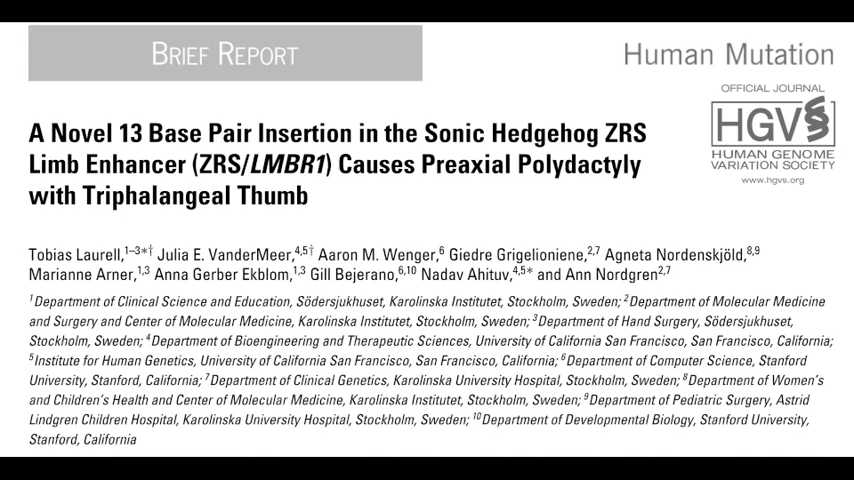 BRIEF REPORT
Human Mutation
OFFICIAL JOURNAL
HGVS
HUMAN GENOME
VARIATION SOCIETY
www.hgvs.org
A Novel 13 Base Pair Insertion in the Sonic Hedgehog ZRS
Limb Enhancer (ZRS/LMBR1) Causes Preaxial Polydactyly
with Triphalangeal Thumb
Tobias Laurell,1–3∗† Julia E. VanderMeer,4,5† Aaron M. Wenger,6 Giedre Grigelioniene,2,7 Agneta Nordenskjöld,8,9
Marianne Arner,1,3 Anna Gerber Ekblom,1,3 Gill Bejerano,6,10 Nadav Ahituv,4,5∗ and Ann Nordgren2,7
1Department of Clinical Science and Education, Södersjukhuset, Karolinska Institutet, Stockholm, Sweden; 2Department of Molecular Medicine
and Surgery and Center of Molecular Medicine, Karolinska Institutet, Stockholm, Sweden; 3Department of Hand Surgery, Södersjukhuset,
Stockholm, Sweden; 4Department of Bioengineering and Therapeutic Sciences, University of California San Francisco, San Francisco, California;
5Institute for Human Genetics, University of California San Francisco, San Francisco, California; 6Department of Computer Science, Stanford
University, Stanford, California; 7Department of Clinical Genetics, Karolinska University Hospital, Stockholm, Sweden; 8Department of Women's
and Children's Health and Center of Molecular Medicine, Karolinska Institutet, Stockholm, Sweden; 9Department of Pediatric Surgery, Astrid
Lindgren Children Hospital, Karolinska University Hospital, Stockholm, Sweden; 10Department of Developmental Biology, Stanford University,
Stanford, California